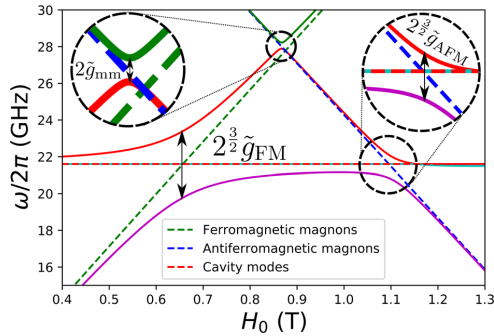 ω/2π (GHz)
30
28
26
24
22
20
18
16
2g̃mm
2^{3/2} g̃FM
2^{3/2} g̃AFM
Ferromagnetic magnons
Antiferromagnetic magnons
Cavity modes
0.4 0.5 0.6 0.7 0.8 0.9 1.0 1.1 1.2 1.3
H₀ (T)